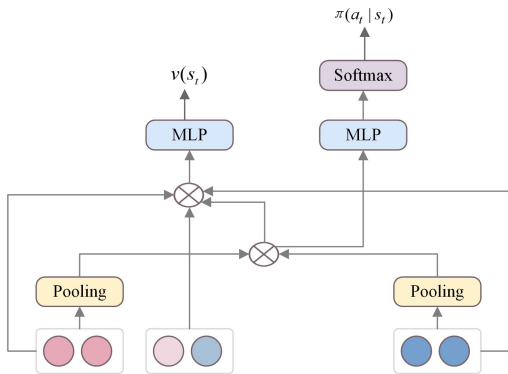 π(a_t | s_t)
Softmax
v(s_t)
MLP
MLP
Pooling
Pooling